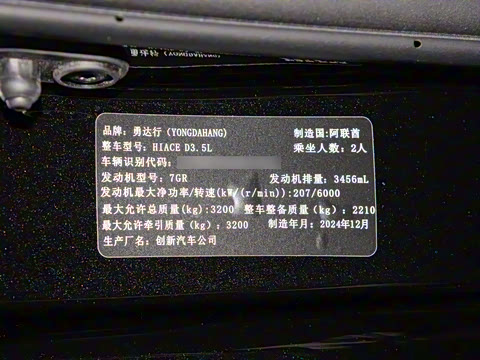 品牌: 勇达行 (YONGDAHANG) 制造国:阿联酋
整车型号: HIACE D3.5L 乘坐人数: 2人
车辆识别代码:
发动机型号: 7GR 发动机排量: 3456mL
发动机最大净功率/转速(kW/(r/min)):207/6000
最大允许总质量(kg):3200 整车整备质量(kg): 2210
最大允许牵引质量(kg): 3200 制造年月: 2024年12月
生产厂名: 创新汽车公司